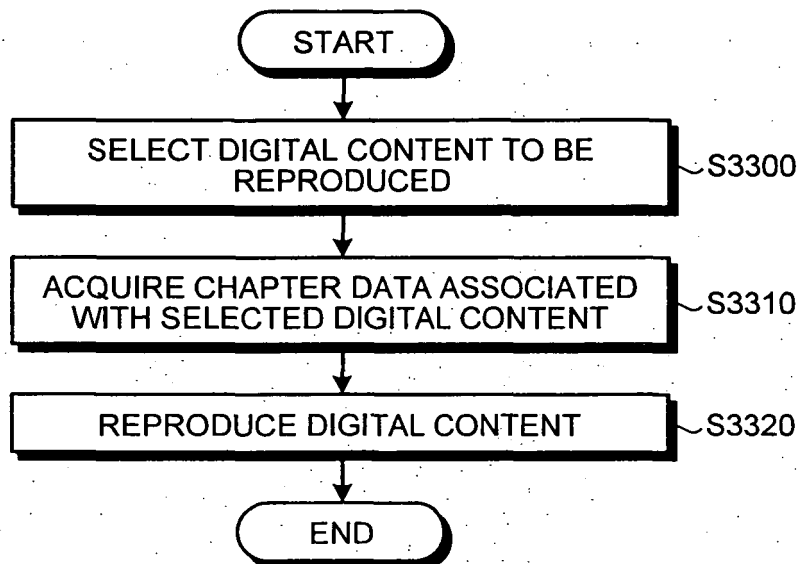 START
SELECT DIGITAL CONTENT TO BE
REPRODUCED
S3300
ACQUIRE CHAPTER DATA ASSOCIATED
WITH SELECTED DIGITAL CONTENT
S3310
REPRODUCE DIGITAL CONTENT
S3320
END